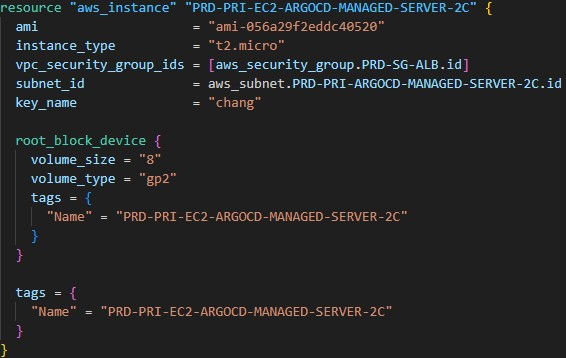 resource "aws_instance" "PRD-PRI-EC2-ARGOCD-MANAGED-SERVER-2C" {
  ami                    = "ami-056a29f2eddc40520"
  instance_type          = "t2.micro"
  vpc_security_group_ids = [aws_security_group.PRD-SG-ALB.id]
  subnet_id              = aws_subnet.PRD-PRI-ARGOCD-MANAGED-SERVER-2C.id
  key_name               = "chang"

  root_block_device {
    volume_size = "8"
    volume_type = "gp2"
    tags = {
      "Name" = "PRD-PRI-EC2-ARGOCD-MANAGED-SERVER-2C"
    }
  }

  tags = {
    "Name" = "PRD-PRI-EC2-ARGOCD-MANAGED-SERVER-2C"
  }
}